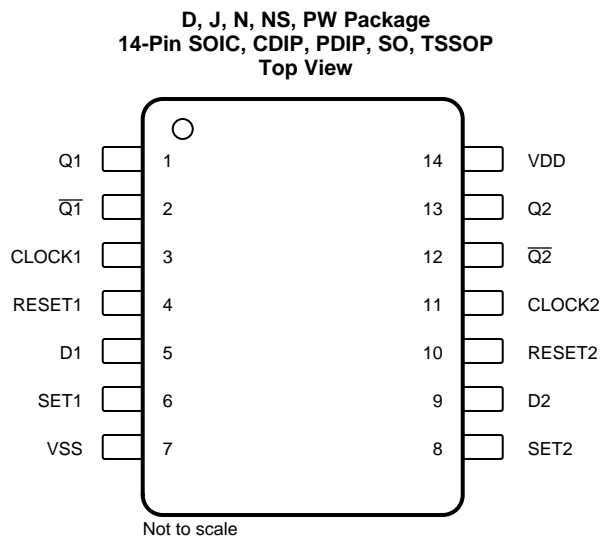 D, J, N, NS, PW Package
14-Pin SOIC, CDIP, PDIP, SO, TSSOP
Top View
Q1 1 14 VDD
Q̅1̅ 2 13 Q2
CLOCK1 3 12 Q̅2̅
RESET1 4 11 CLOCK2
D1 5 10 RESET2
SET1 6 9 D2
VSS 7 8 SET2
Not to scale